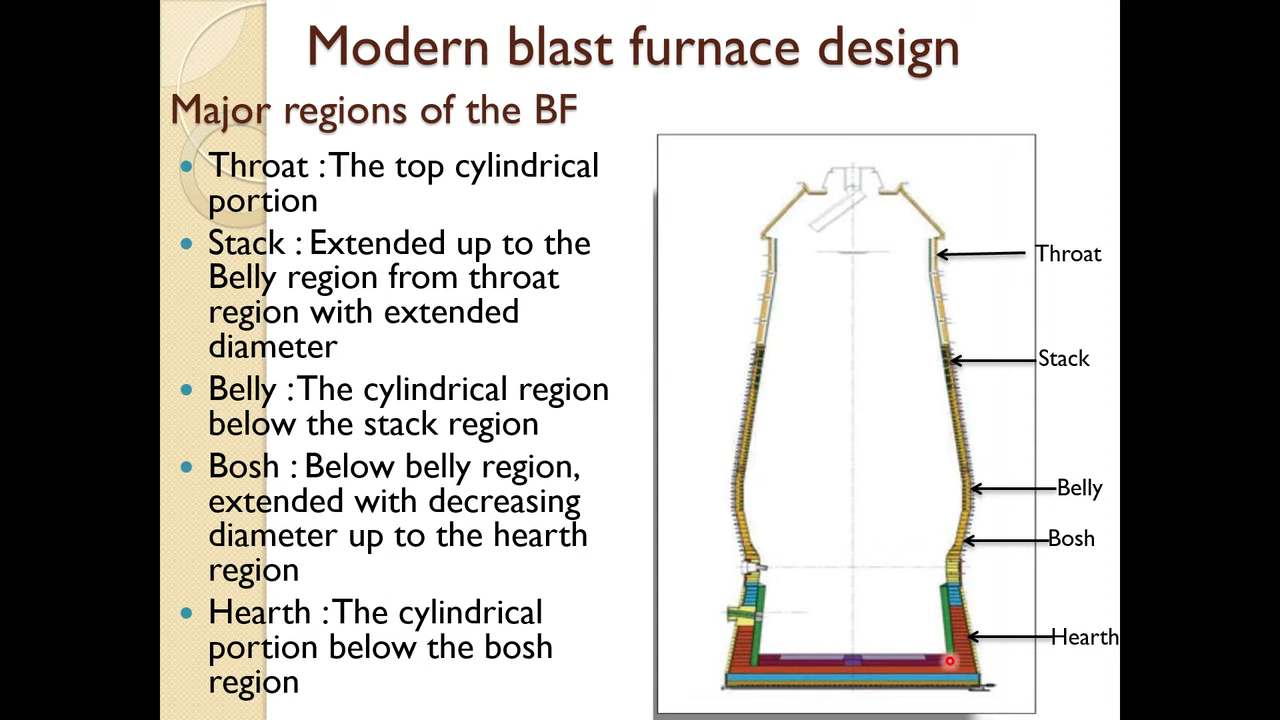 Modern blast furnace design
Major regions of the BF
Throat : The top cylindrical
portion
Stack : Extended up to the
Belly region from throat
region with extended
diameter
Belly : The cylindrical region
below the stack region
Bosh : Below belly region,
extended with decreasing
diameter up to the hearth
region
Hearth : The cylindrical
portion below the bosh
region
Throat
Stack
Belly
Bosh
Hearth